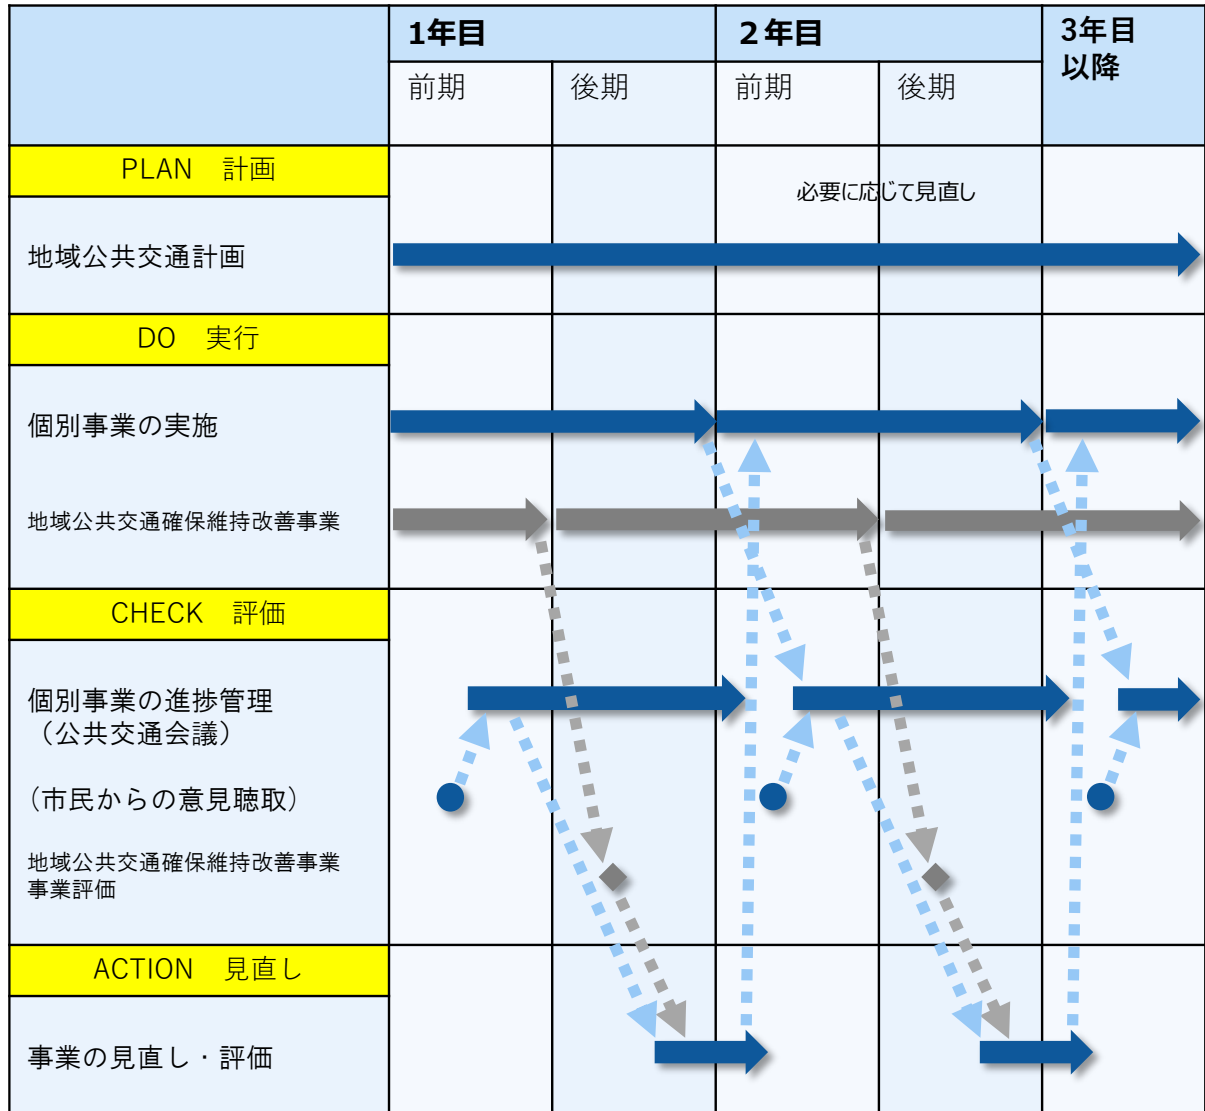 1年目
２年目
3年目
以降
前期
後期
前期
後期
PLAN　計画
必要に応じて見直し
地域公共交通計画
DO　実行
個別事業の実施
地域公共交通確保維持改善事業
CHECK　評価
個別事業の進捗管理
（公共交通会議）
（市民からの意見聴取）
地域公共交通確保維持改善事業
事業評価
ACTION　見直し
事業の見直し・評価